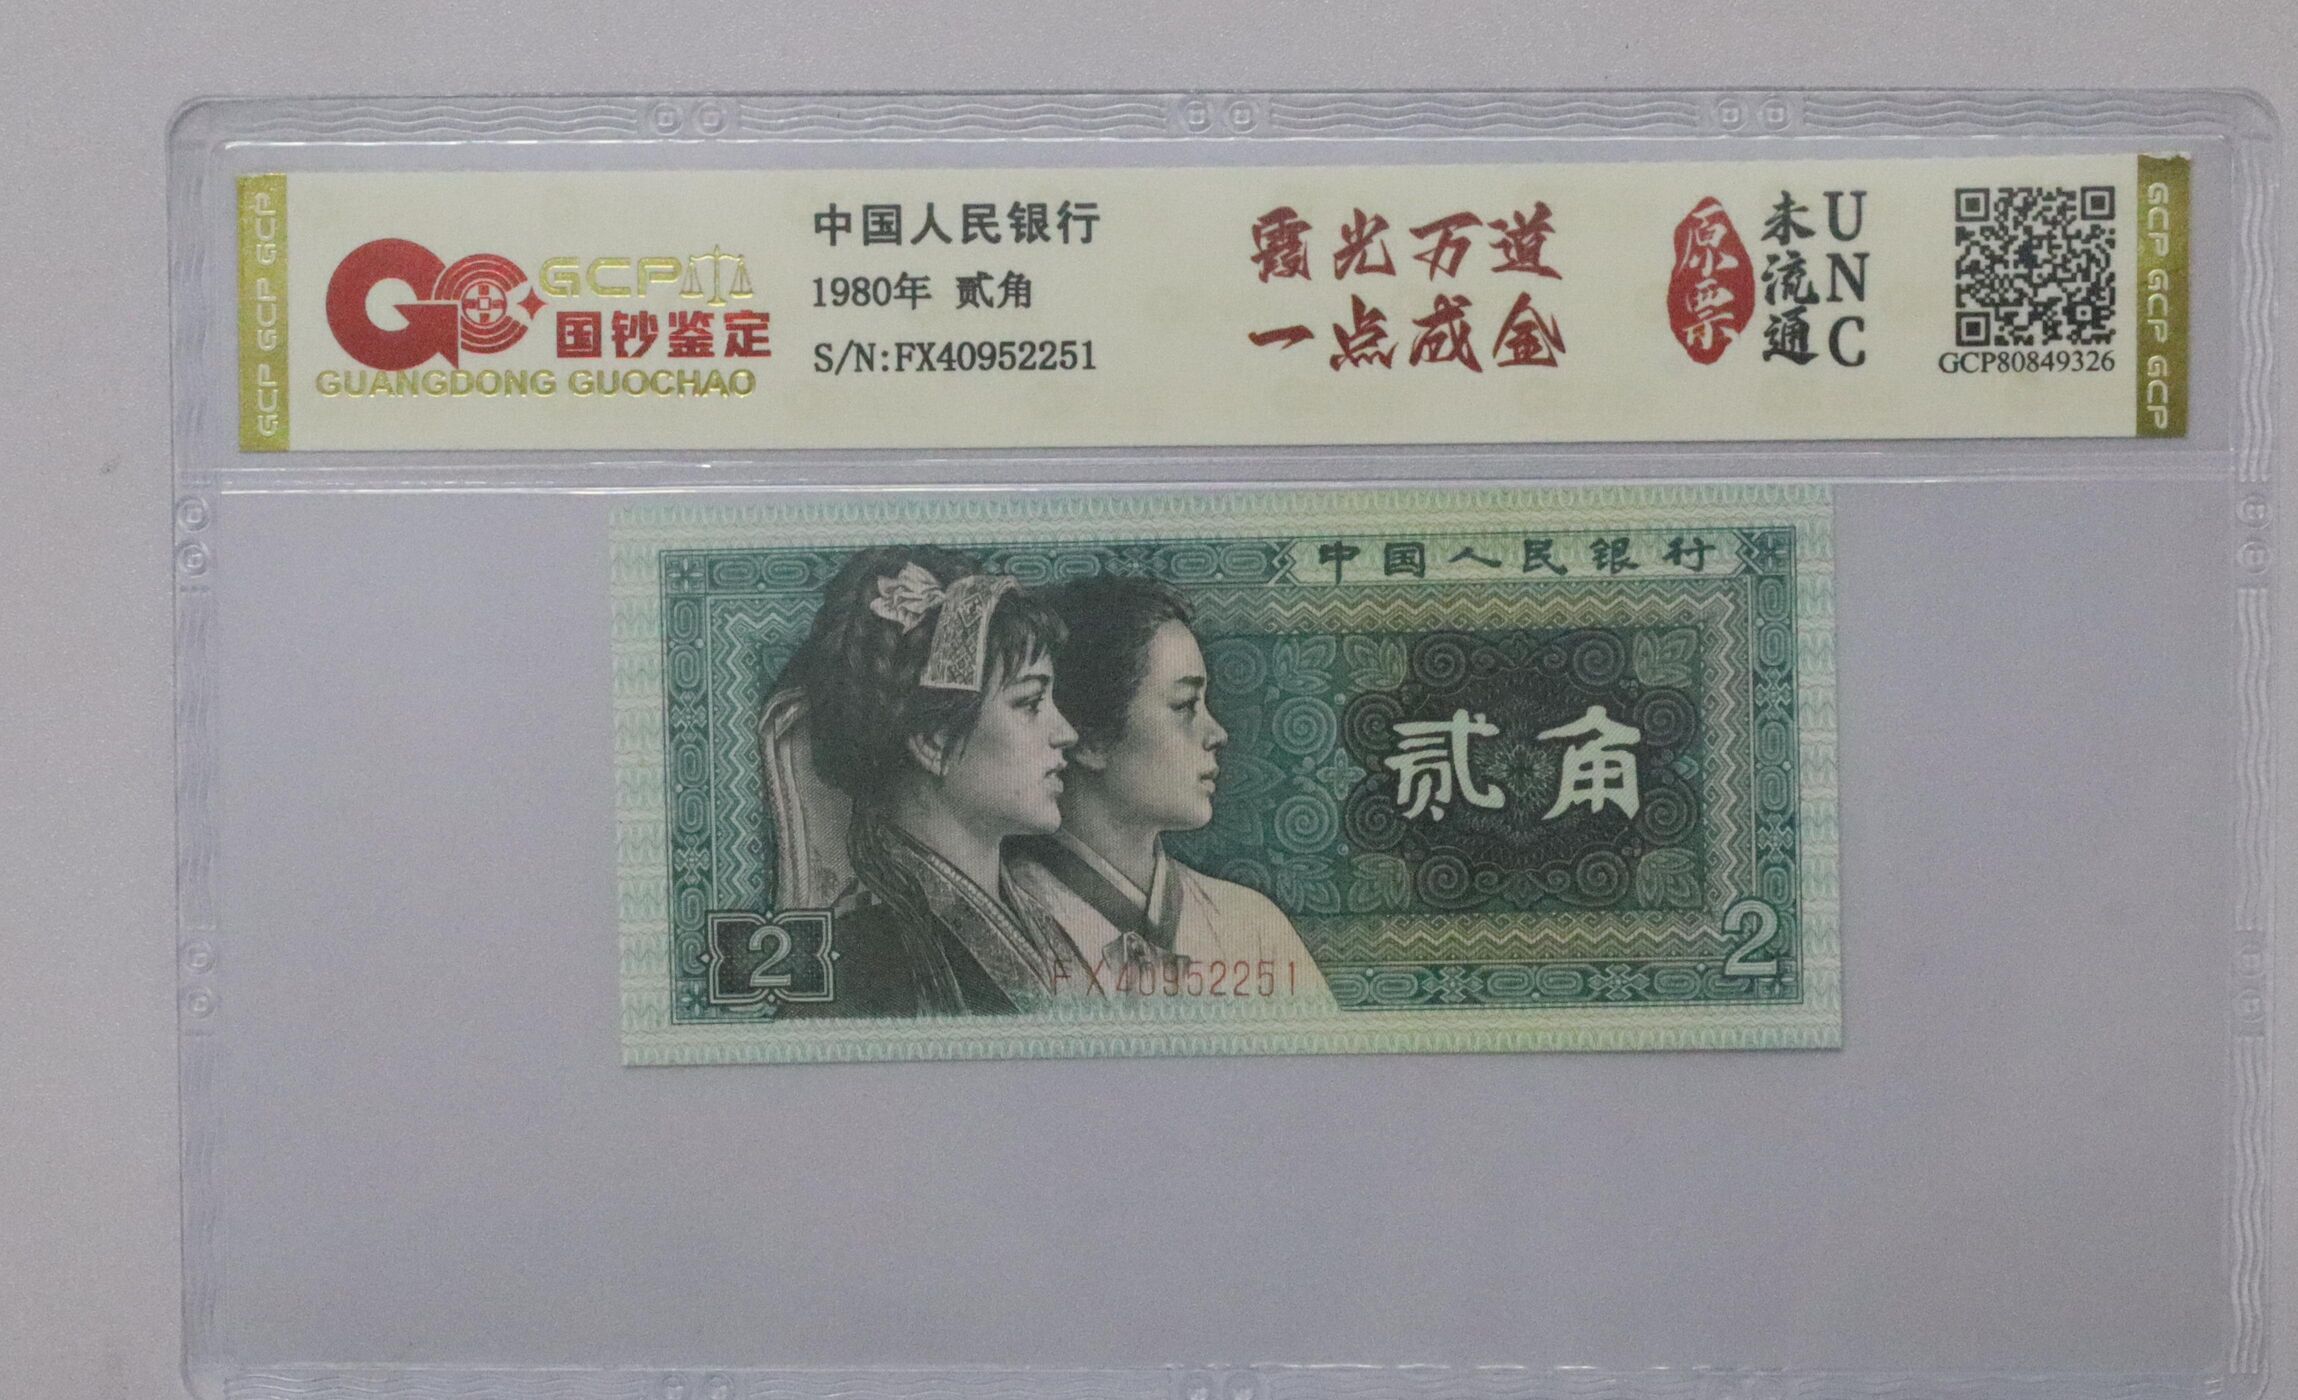 GCP GCP GCP
GCP
国钞鉴定
GUANGDONG GUOCHAO
中国人民银行
1980年 贰角
S/N:FX40952251
霞光万道
一点成金
原票
未流通
UNC
GCP80849326
GCP GCP GCP
中国人民银行
贰角
2
2
FX40952251